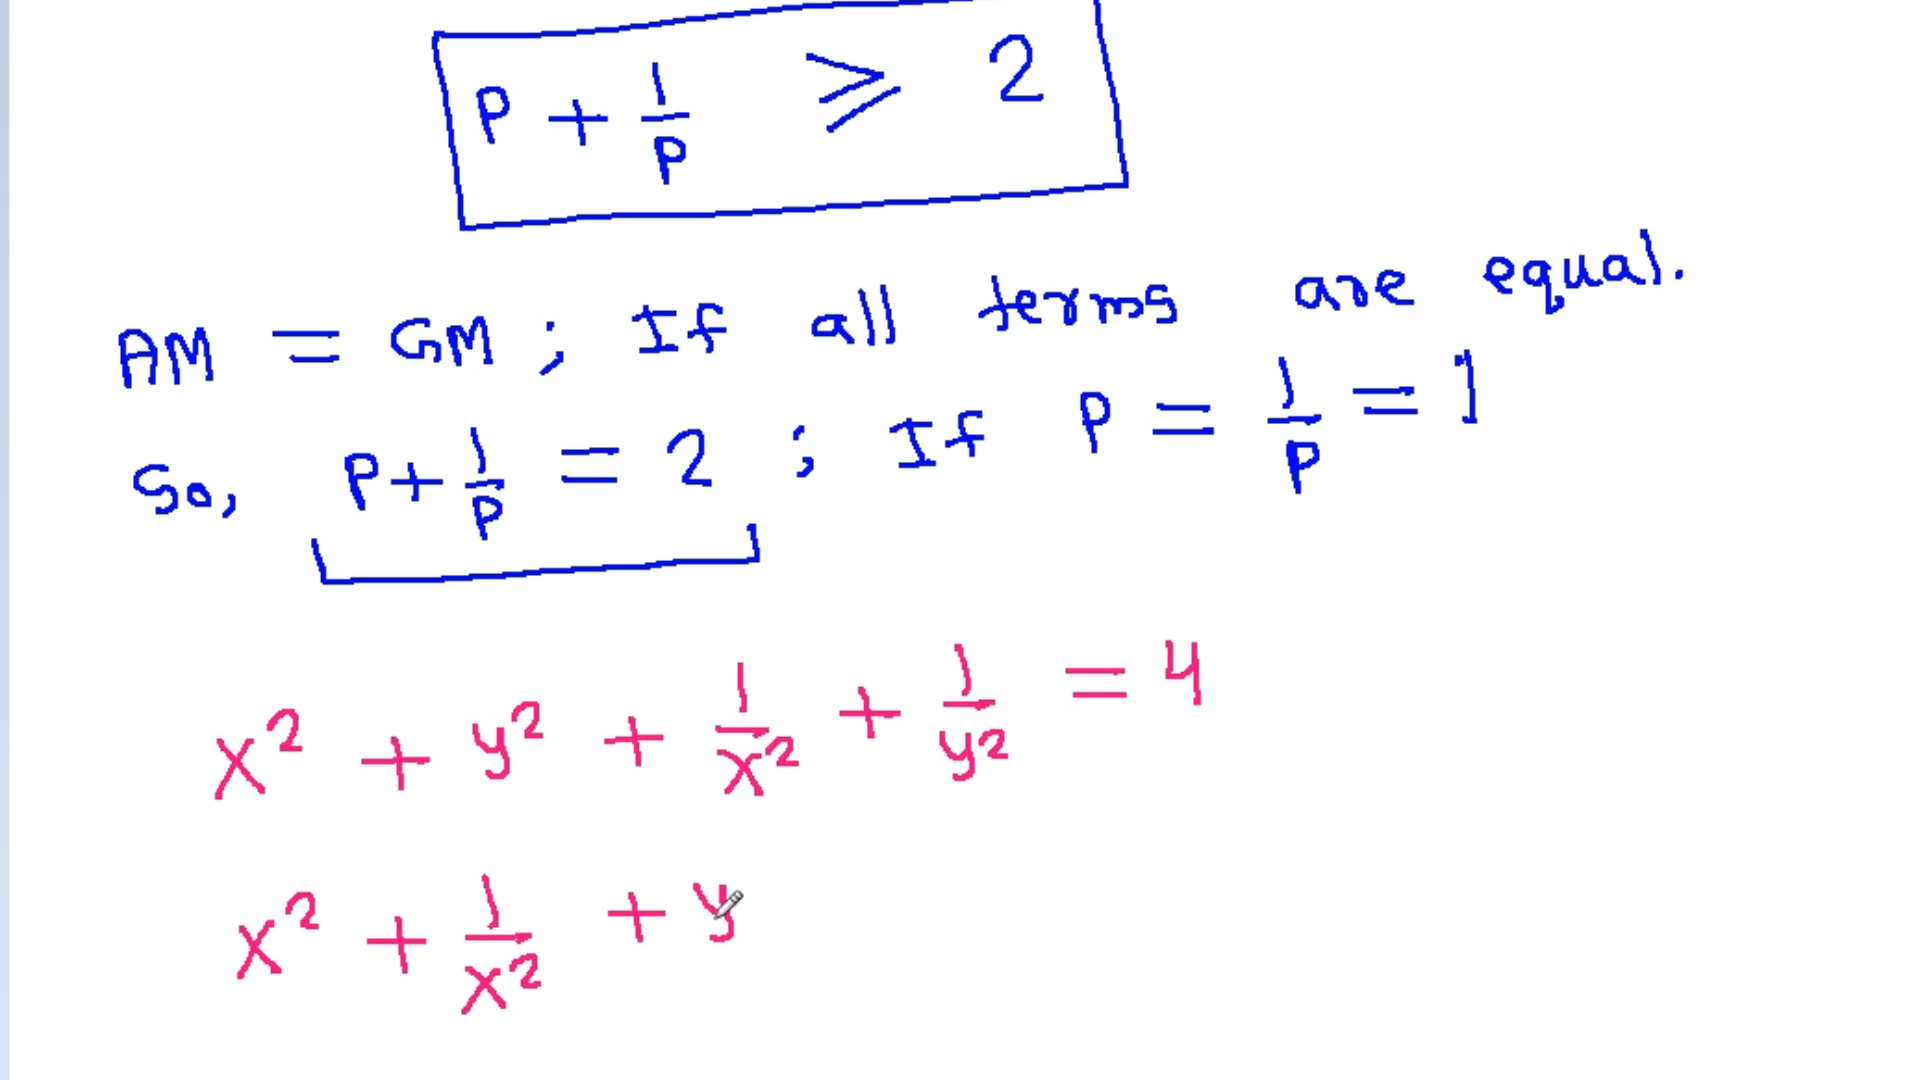 P + 1/P ⩾ 2
AM = GM ; If all terms are equal.
So, P + 1/P = 2 ; If P = 1/P = 1
x² + y² + 1/x² + 1/y² = 4
x² + 1/x² + y